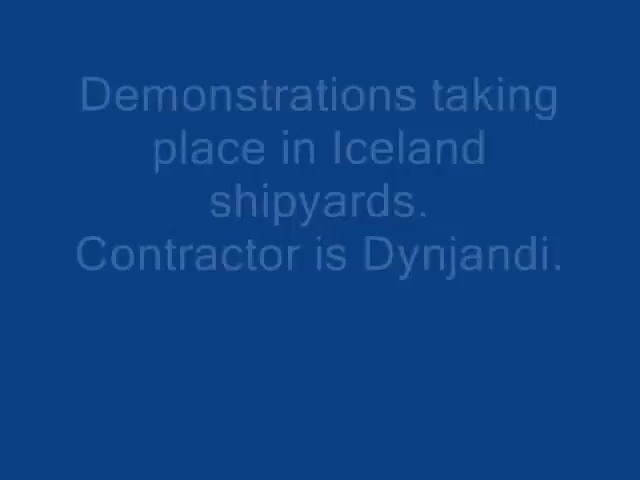 Demonstrations taking
place in Iceland
shipyards.
Contractor is Dynjandi.